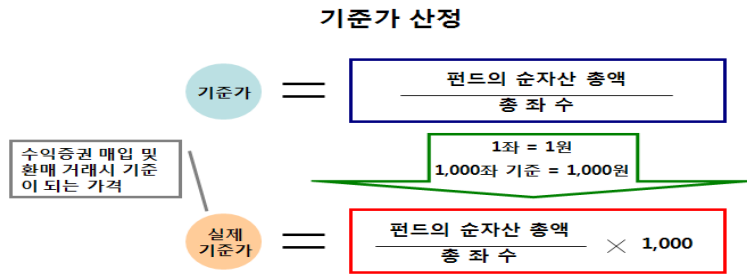 기준가 산정
기준가
펀드의 순자산 총액
총 좌 수
1좌 = 1원
1,000좌 기준 = 1,000원
수익증권 매입 및
환매 거래시 기준
이 되는 가격
실제
기준가
펀드의 순자산 총액
총 좌 수
× 1,000